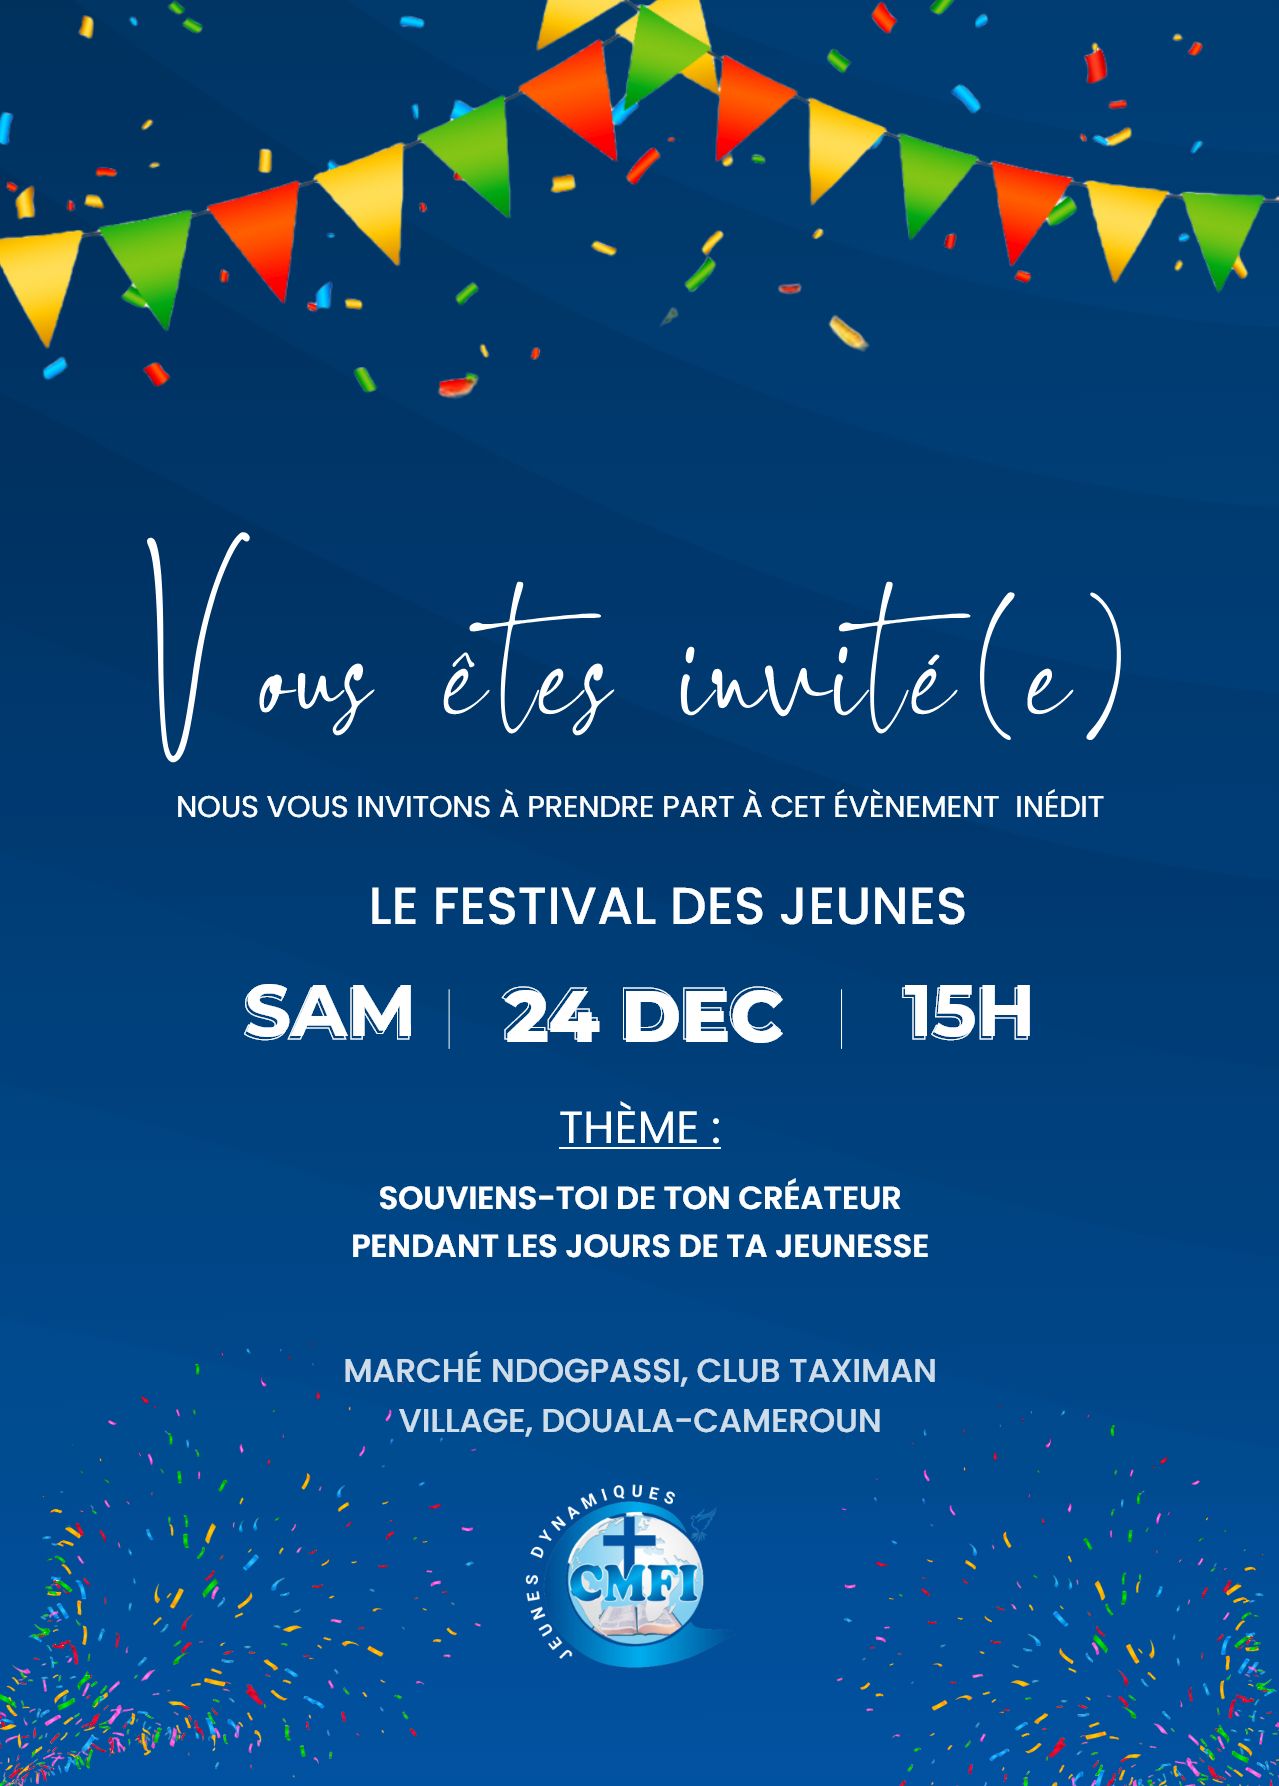 Vous êtes invité(e)
NOUS VOUS INVITONS À PRENDRE PART À CET ÉVÈNEMENT INÉDIT
LE FESTIVAL DES JEUNES
SAM | 24 DEC | 15H
THÈME :
SOUVIENS-TOI DE TON CRÉATEUR
PENDANT LES JOURS DE TA JEUNESSE
MARCHÉ NDOGPASSI, CLUB TAXIMAN
VILLAGE, DOUALA-CAMEROUN
JEUNES DYNAMIQUES
CMFI